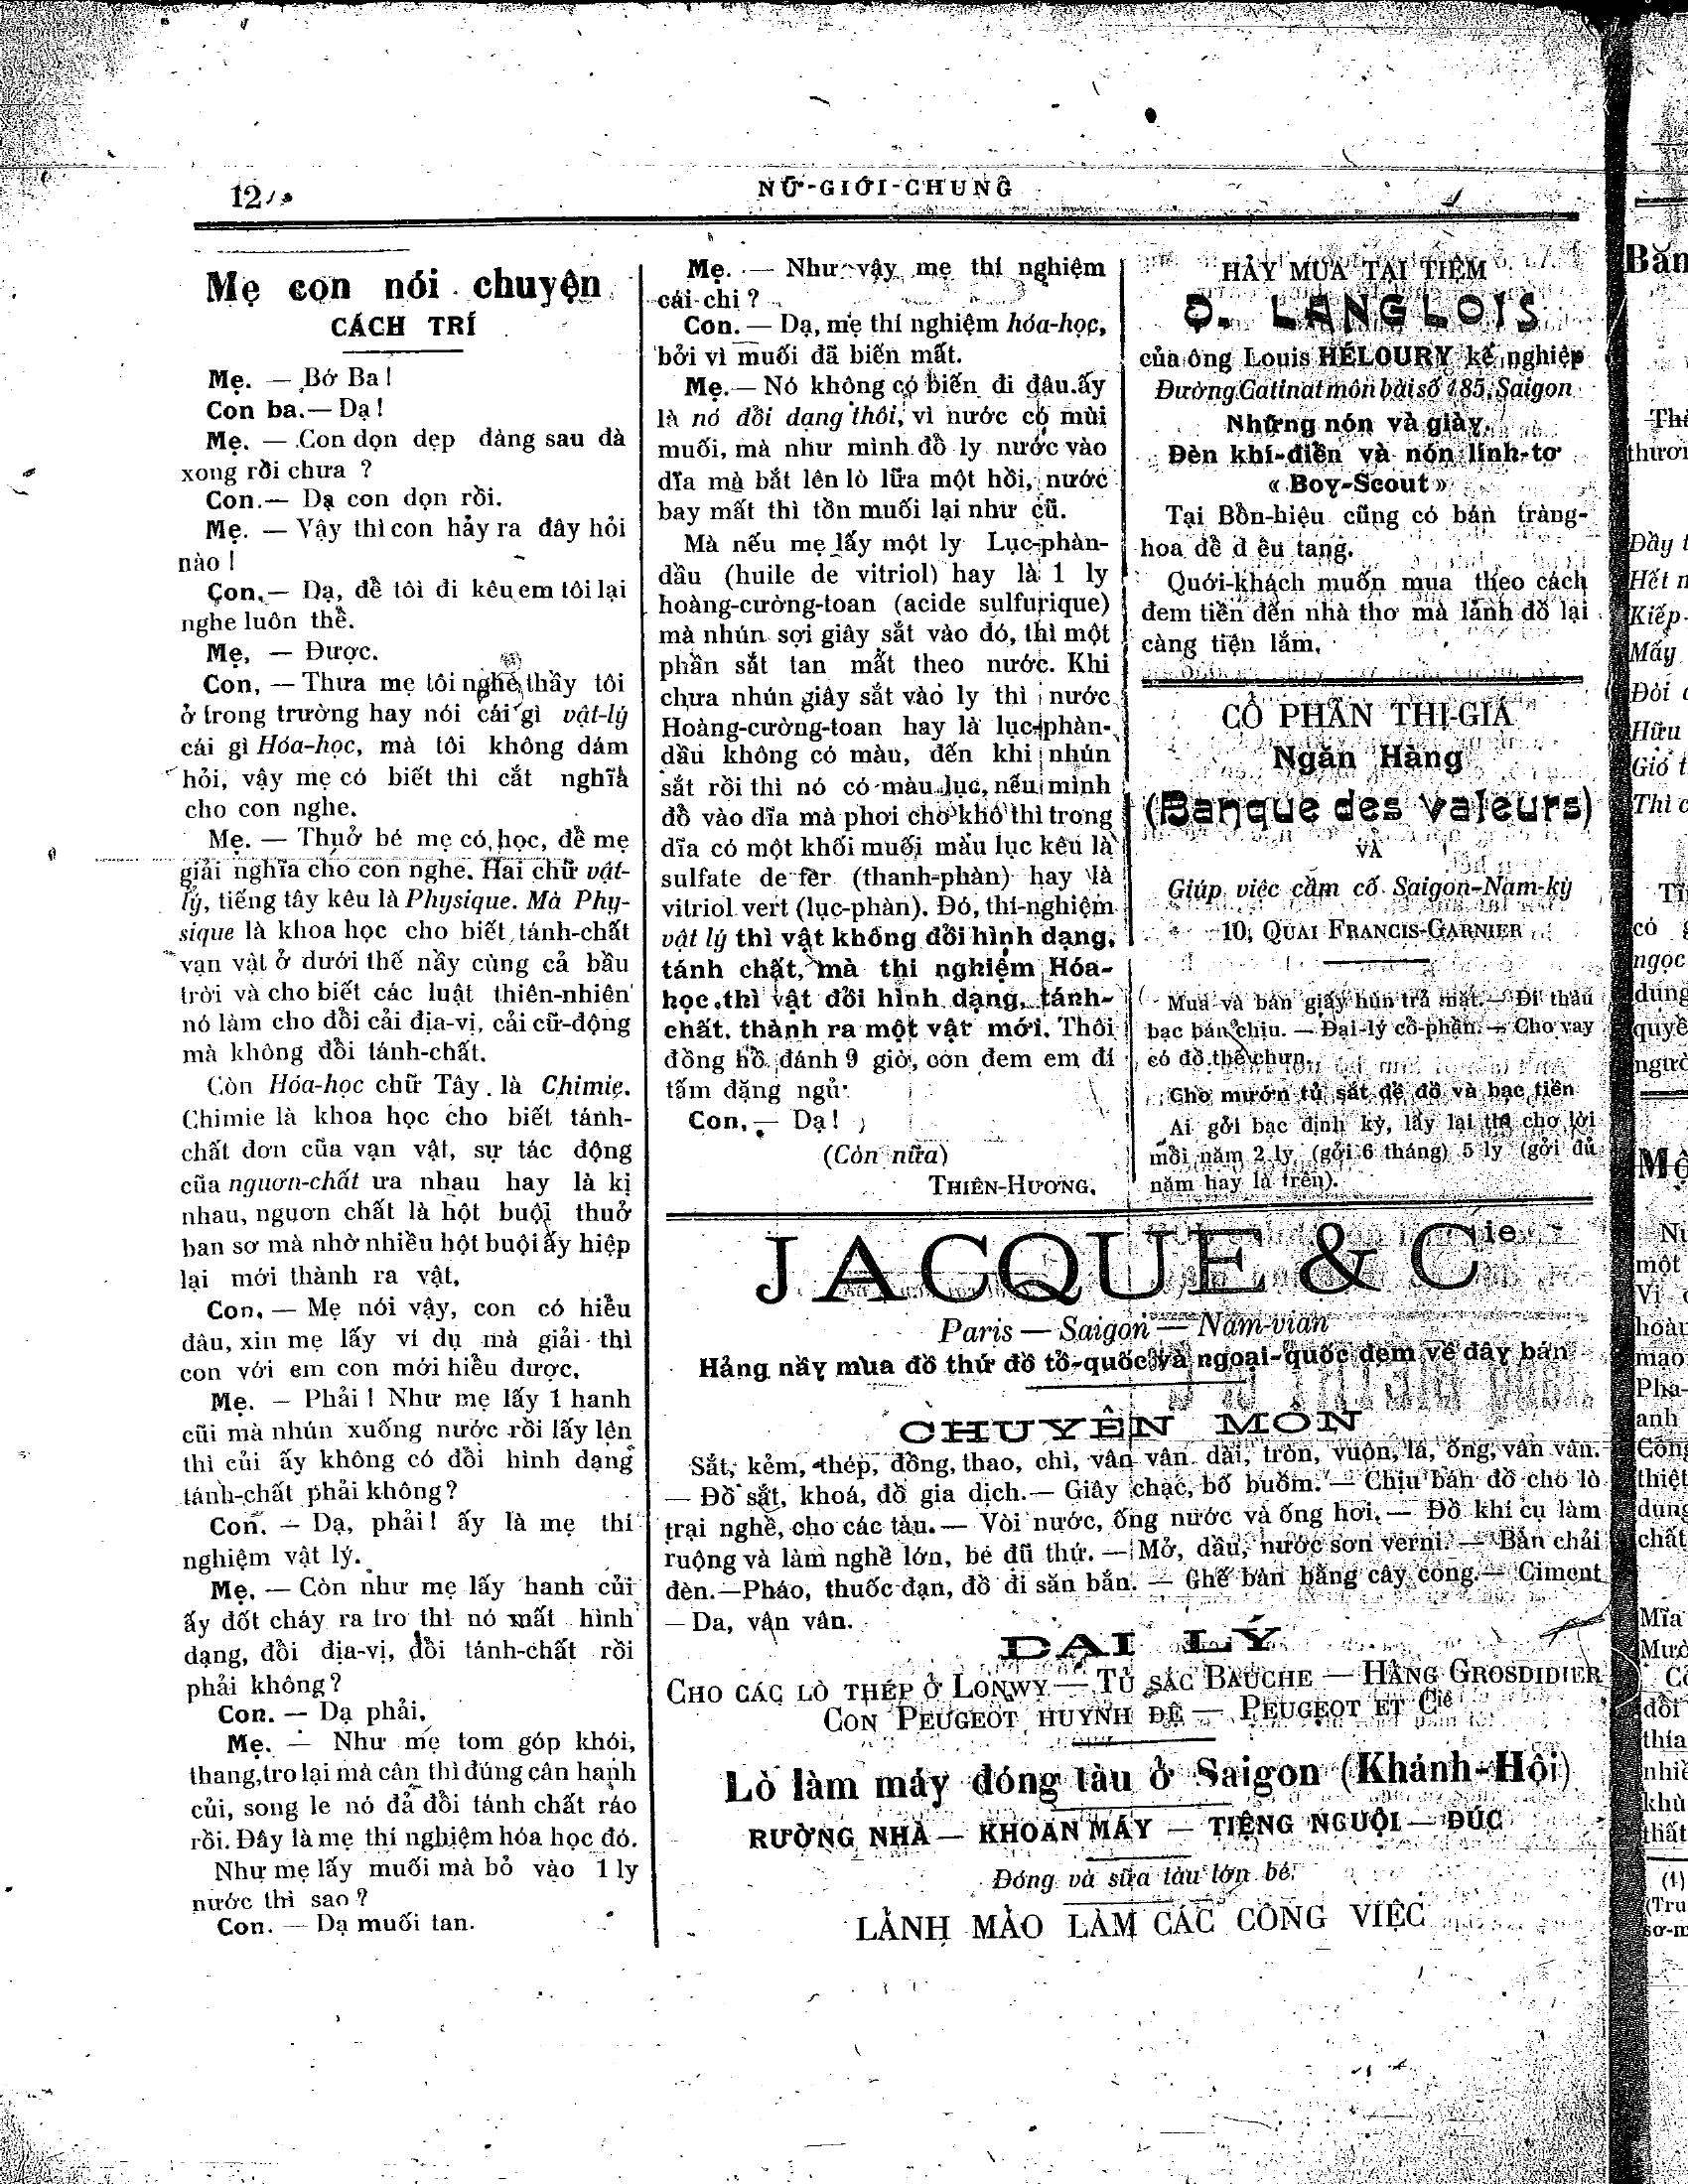 12
NỮ-GIỚI-CHUNG
Mẹ con nói chuyện
CÁCH TRÍ
Mẹ. — Bớ Ba!
Con ba.— Dạ!
Mẹ. — Con dọn dẹp đàng sau đà
xong rồi chưa ?
Con.— Dạ con dọn rồi.
Mẹ. — Vậy thì con hảy ra đây hỏi
nào!
Con.— Dạ, để tôi đi kêu em tôi lại
nghe luôn thể.
Mẹ. — Được.
Con. — Thưa mẹ tôi nghe thầy tôi
ở trong trường hay nói cái gì vật-lý
cái gì Hóa-học, mà tôi không dám
hỏi, vậy mẹ có biết thì cắt nghĩa
cho con nghe.
Mẹ. — Thuở bé mẹ có học, để mẹ
giải nghĩa cho con nghe. Hai chữ vật-
lý, tiếng tây kêu là Physique. Mà Phy-
sique là khoa học cho biết tánh-chất
vạn vật ở dưới thế nầy cùng cả bầu
trời và cho biết các luật thiên-nhiên
nó làm cho đổi cải địa-vị, cải cữ-động
mà không đổi tánh-chất.
Còn Hóa-học chữ Tây là Chimie.
Chimie là khoa học cho biết tánh-
chất đơn của vạn vật, sự tác động
của nguơn-chất ưa nhau hay là kị
nhau, nguơn chất là hột buội thuở
ban sơ mà nhờ nhiều hột buội ấy hiệp
lại mới thành ra vật.
Con. — Mẹ nói vậy, con có hiểu
đâu, xin mẹ lấy ví dụ mà giải thì
con với em con mới hiểu được.
Mẹ. — Phải! Như mẹ lấy 1 hanh
cũi mà nhún xuống nước rồi lấy lên
thì củi ấy không có đổi hình dạng
tánh-chất phải không?
Con. — Dạ, phải! ấy là mẹ thí
nghiệm vật lý.
Mẹ. — Còn như mẹ lấy hanh củi
ấy đốt cháy ra tro thì nó mất hình
dạng, đổi địa-vị, đổi tánh-chất rồi
phải không?
Con. — Dạ phải.
Mẹ. — Như mẹ tom góp khói,
thang, tro lại mà cân thì đúng cân hanh
củi, song le nó đả đổi tánh chất ráo
rồi. Đây là mẹ thí nghiệm hóa học đó.
Như mẹ lấy muối mà bỏ vào 1 ly
nước thì sao ?
Con. — Dạ muối tan.
Mẹ. — Như vậy mẹ thí nghiệm
cái chi ?
Con. — Dạ, mẹ thí nghiệm hóa-học,
bởi vì muối đã biến mất.
Mẹ.— Nó không có biến đi đâu ấy
là nó đổi dạng thôi, vì nước có mùi
muối, mà như mình đổ ly nước vào
dĩa mà bắt lên lò lữa một hồi, nước
bay mất thì tồn muối lại như cũ.
Mà nếu mẹ lấy một ly Lục-phàn-
dầu (huile de vitriol) hay là 1 ly
hoàng-cường-toan (acide sulfurique)
mà nhún sợi giây sắt vào đó, thì một
phần sắt tan mất theo nước. Khi
chưa nhún giây sắt vào ly thì nước
Hoàng-cường-toan hay là lục-phàn-
dầu không có màu, đến khi nhún
sắt rồi thì nó có màu lục, nếu mình
đổ vào dĩa mà phơi cho khô thì trong
dĩa có một khối muối màu lục kêu là
sulfate de fer (thanh-phàn) hay là
vitriol vert (lục-phàn). Đó, thí-nghiệm
vật lý thì vật không đổi hình dạng,
tánh chất, mà thí nghiệm Hóa-
học thì vật đổi hình dạng, tánh-
chất, thành ra một vật mới. Thôi
đồng hồ đánh 9 giờ, con đem em đi
tắm đặng ngủ.
Con. — Dạ!
(Còn nữa)
THIÊN-HƯƠNG.
HẢY MUA TẠI TIỆM
D. LANGLOIS
của ông Louis HÉLOURY kế nghiệp
Đường Catinat môn bài số 185, Saigon
Những nón và giày.
Đèn khí-điển và nón lính-tơ
« Boy-Scout »
Tại Bổn-hiệu cũng có bán tràng-
hoa để đ ều tang.
Quới-khách muốn mua theo cách
đem tiền đến nhà thơ mà lảnh đồ lại
càng tiện lắm.
CỔ PHẦN THỊ-GIÁ
Ngân Hàng
(Banque des Valeurs)
VÀ
Giúp việc cầm cố Saigon-Nam-kỳ
10, QUAI FRANCIS-GARNIER
Mua và bán giấy hùn trả mặt.— Đi thâu
bạc bán chịu. — Đại-lý cổ-phần. — Cho vay
có đồ thế chưn.
Cho mướn tủ sắt để đồ và bạc tiền
Ai gởi bạc định kỳ, lấy lại thì cho lời
mỗi năm 2 ly (gởi 6 tháng) 5 ly (gởi đủ
năm hay là trên).
JACQUE & Cie
Paris — Saigon — Nam-vian
Hảng nầy mua đồ thứ đồ tổ-quốc và ngoại-quốc đem về đây bán
CHUYÊN MÔN
Sắt, kẻm, thép, đồng, thao, chì, vân vân. dài, tròn, vuôn, lá, ống, vân vân.
— Đồ sắt, khoá, đồ gia dịch.— Giây chạc, bố buồm. — Chịu bán đồ cho lò
trại nghề, cho các tàu.— Vòi nước, ống nước và ống hơi. — Đồ khí cụ làm
ruộng và làm nghề lớn, bé đủ thứ. — Mở, dầu, nước sơn verni. — Bán chải
đèn.—Pháo, thuốc đạn, đồ đi săn bắn. — Ghế bàn bằng cây cong.— Ciment
— Da, vân vân.
DẠI LÝ
CHO CÁC LÒ THÉP Ở LONWY — TỦ SẮC BAUCHE — HẢNG GROSDIDIER
CON PEUGEOT HUYNH ĐỆ — PEUGEOT ET Cie
Lò làm máy đóng tàu ở Saigon (Khánh-Hội)
RƯỜNG NHÀ — KHOAN MÁY — TIỆNG NGUỘI — ĐÚC
Đóng và sữa tàu lớn bé.
LẢNH MẢO LÀM CÁC CÔNG VIỆC